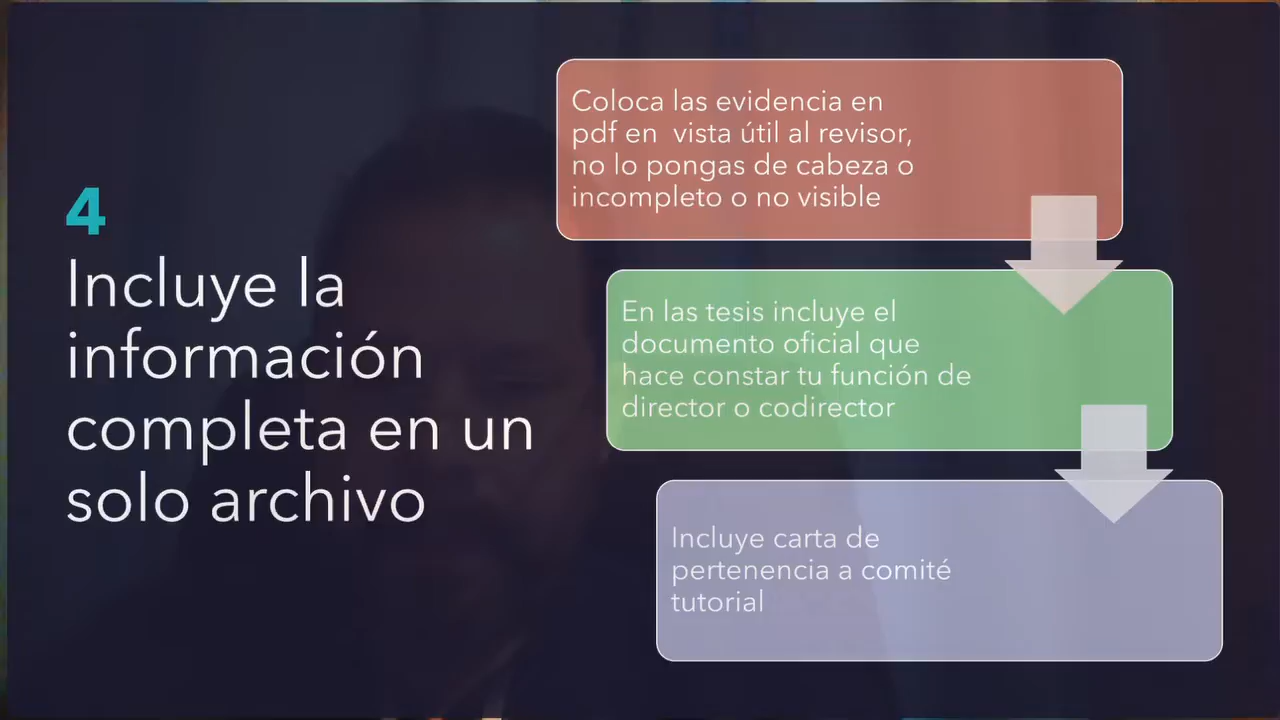 4
Incluye la
información
completa en un
solo archivo
Coloca las evidencia en
pdf en  vista útil al revisor,
no lo pongas de cabeza o
incompleto o no visible
En las tesis incluye el
documento oficial que
hace constar tu función de
director o codirector
Incluye carta de
pertenencia a comité
tutorial